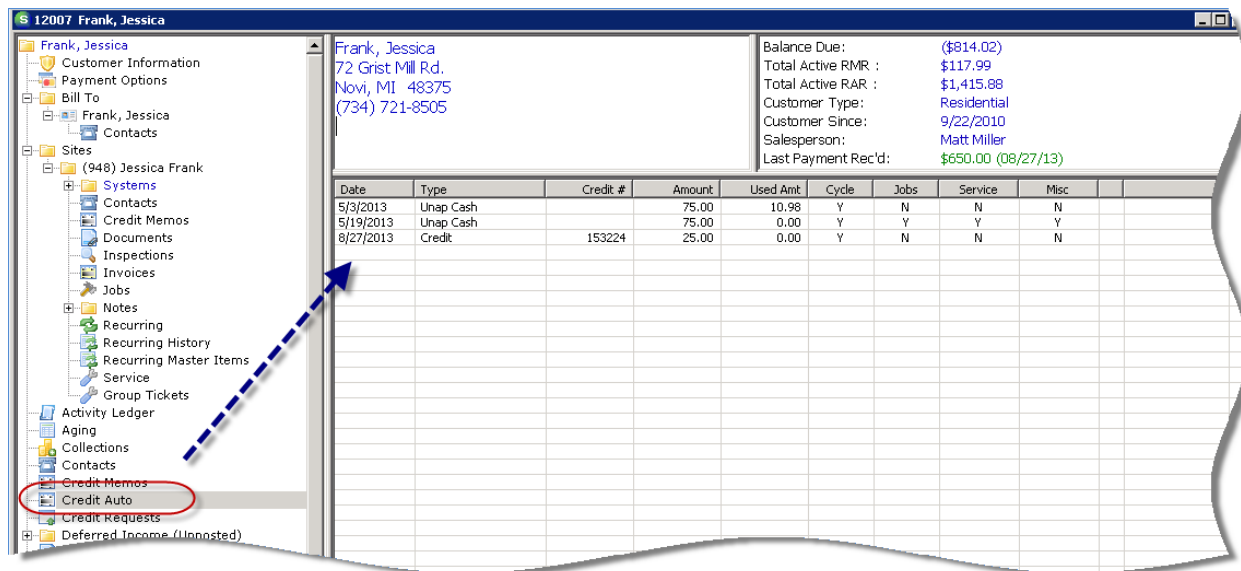 12007 Frank, Jessica
Frank, Jessica
Customer Information
Payment Options
Bill To
Frank, Jessica
Contacts
Sites
(948) Jessica Frank
Systems
Contacts
Credit Memos
Documents
Inspections
Invoices
Jobs
Notes
Recurring
Recurring History
Recurring Master Items
Service
Group Tickets
Activity Ledger
Aging
Collections
Contacts
Credit Memos
Credit Auto
Credit Requests
Deferred Income (Unposted)
Frank, Jessica
72 Grist Mill Rd.
Novi, MI 48375
(734) 721-8505
Balance Due: ($814.02)
Total Active RMR : $117.99
Total Active RAR : $1,415.88
Customer Type: Residential
Customer Since: 9/22/2010
Salesperson: Matt Miller
Last Payment Rec'd: $650.00 (08/27/13)
Date Type Credit # Amount Used Amt Cycle Jobs Service Misc
5/3/2013 Unap Cash 75.00 10.98 Y N N N
5/19/2013 Unap Cash 75.00 0.00 Y Y Y Y
8/27/2013 Credit 153224 25.00 0.00 Y N N N